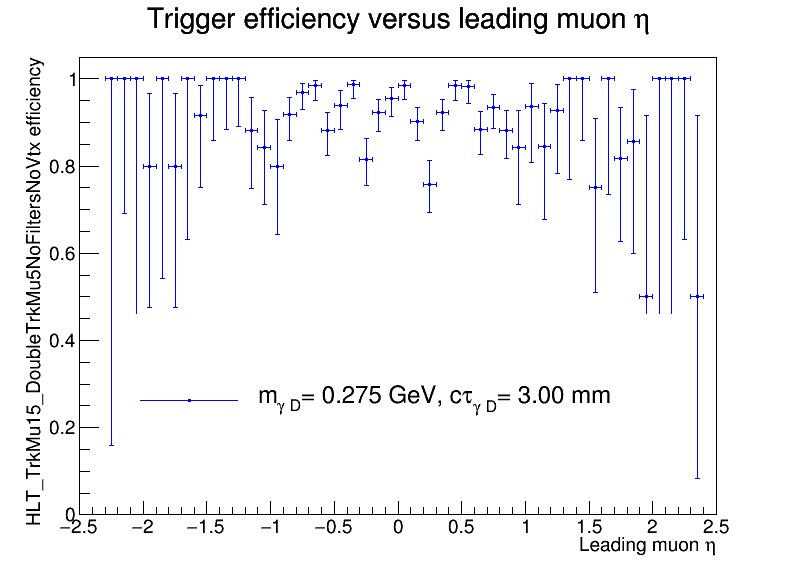 Trigger efficiency versus leading muon η
HLT_TrkMu15_DoubleTrkMu5NoFiltersNoVtx efficiency
1
0.8
0.6
0.4
0.2
0
m_γ D= 0.275 GeV, cτ_γ D= 3.00 mm
−2.5 −2 −1.5 −1 −0.5 0 0.5 1 1.5 2 2.5
Leading muon η